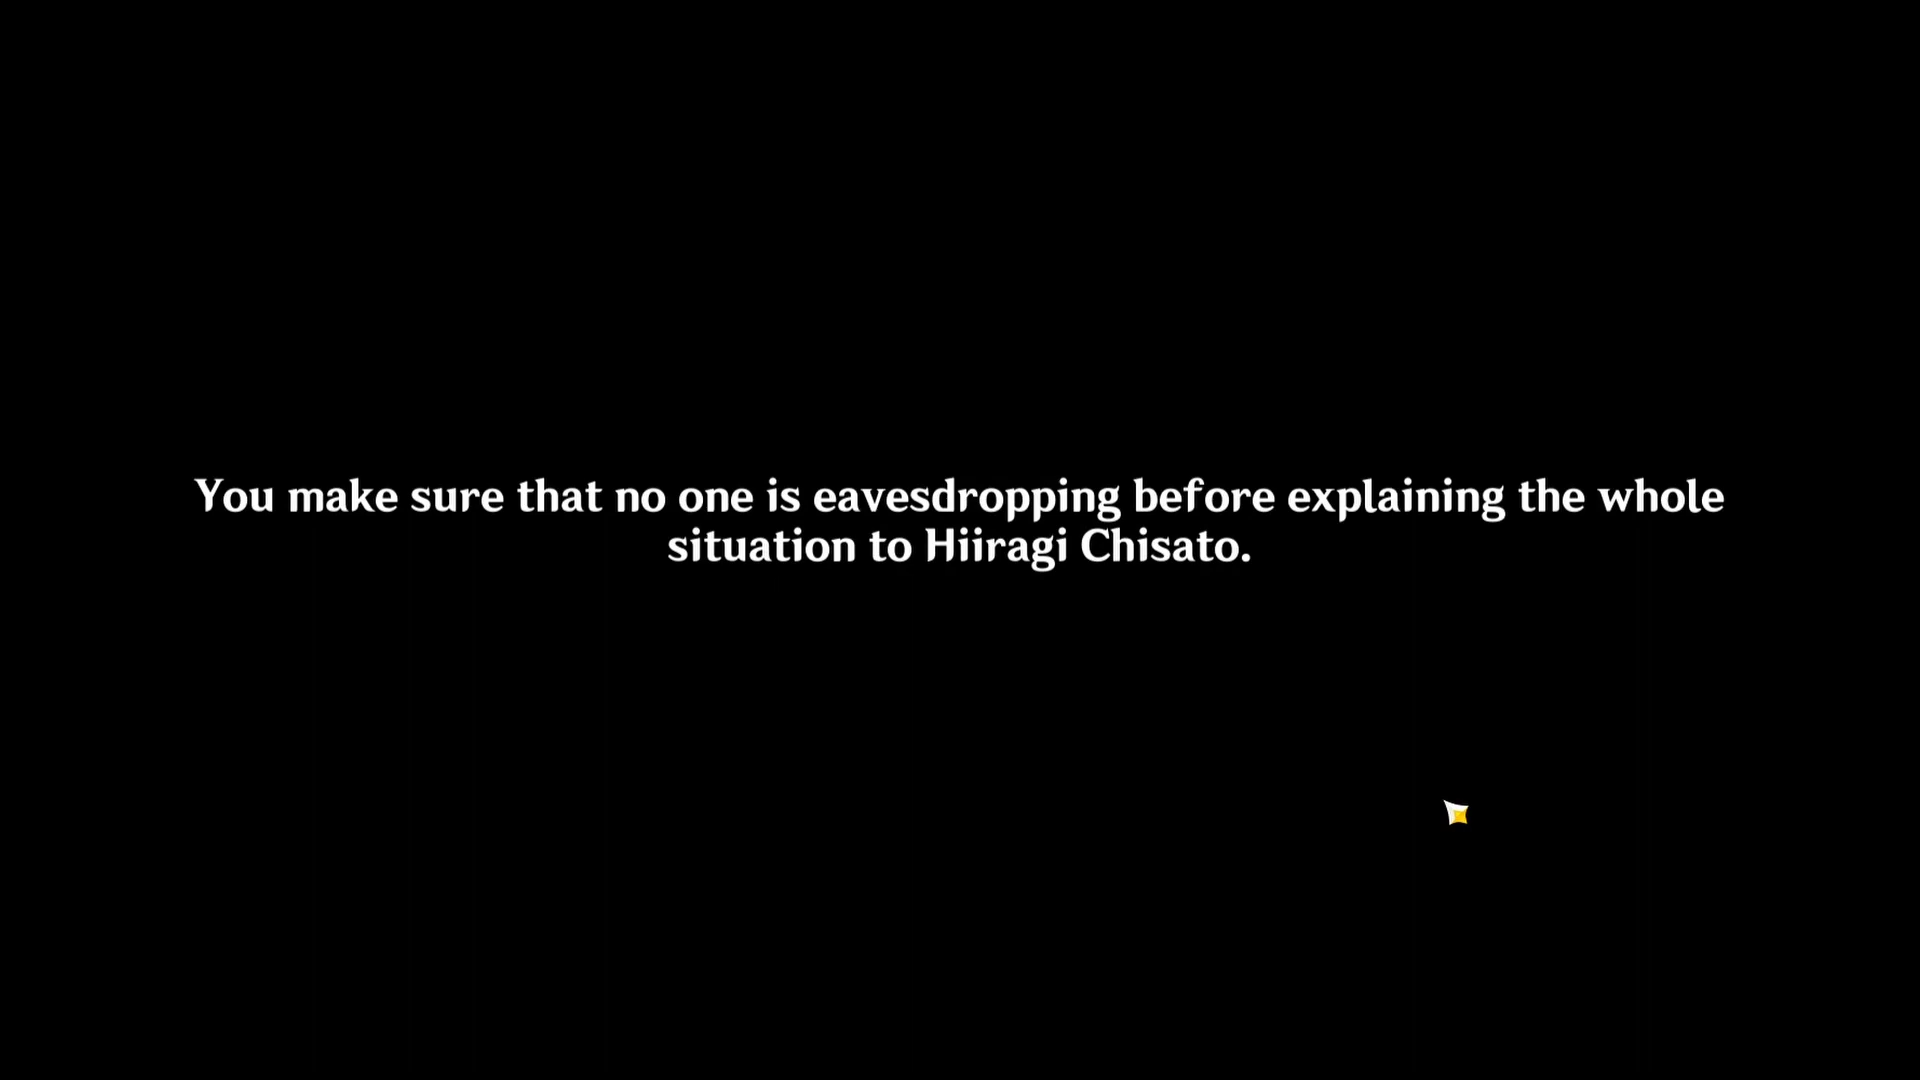 You make sure that no one is eavesdropping before explaining the whole
situation to Hiiragi Chisato.